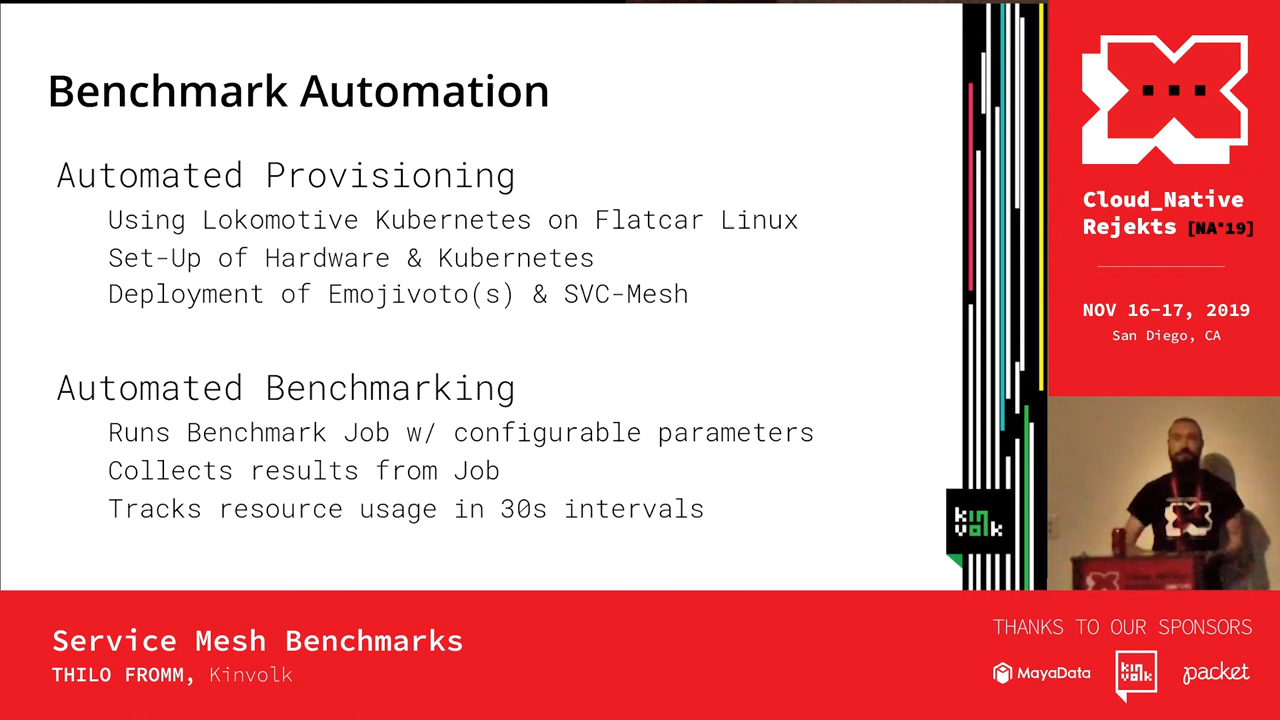 Benchmark Automation
Automated Provisioning
Using Lokomotive Kubernetes on Flatcar Linux
Set-Up of Hardware & Kubernetes
Deployment of Emojivoto(s) & SVC-Mesh
Automated Benchmarking
Runs Benchmark Job w/ configurable parameters
Collects results from Job
Tracks resource usage in 30s intervals
kinvolk
Cloud_Native
Rejekts [NA'19]
NOV 16-17, 2019
San Diego, CA
Service Mesh Benchmarks
THILO FROMM, Kinvolk
THANKS TO OUR SPONSORS
MayaData
kinvolk
packet